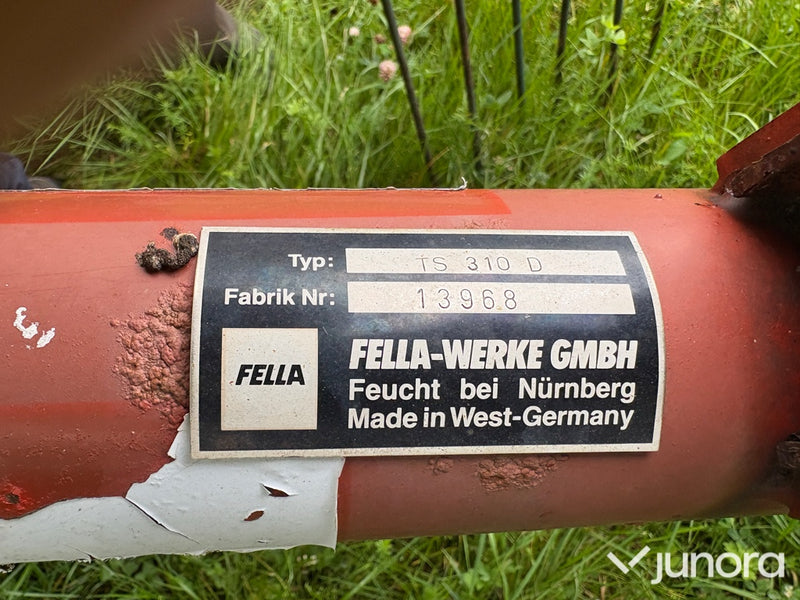 Typ: TS 310 D
Fabrik Nr: 13968
FELLA
FELLA-WERKE GMBH
Feucht bei Nürnberg
Made in West-Germany
junora